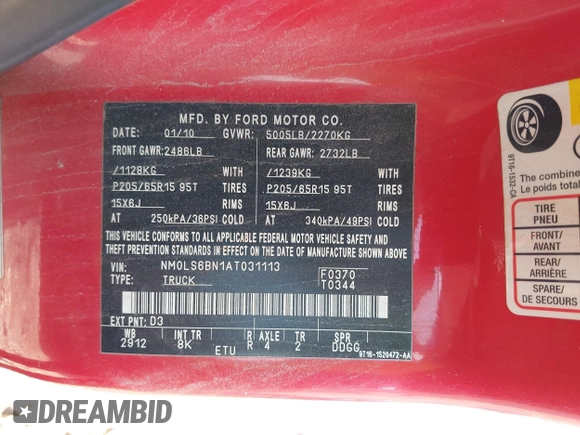 MFD. BY FORD MOTOR CO.
DATE: 01/10 GVWR: 5005LB/2270KG
FRONT GAWR: 2486LB REAR GAWR: 2732LB
/1128KG WITH /1239KG WITH
P205/65R15 95T TIRES P205/65R15 95T TIRES
15X6J RIMS 15X6J RIMS
AT 250kPA/36PSI COLD AT 340kPA/49PSI COLD
THIS VEHICLE CONFORMS TO ALL APPLICABLE FEDERAL MOTOR VEHICLE SAFETY AND
THEFT PREVENTION STANDARDS IN EFFECT ON THE DATE OF MANUFACTURE SHOWN ABOVE.
VIN: NM0LS6BN1AT031113 F0370
TYPE: TRUCK T0344
EXT PNT: D3
WB INT TR R AXLE TR SPR
2912 8K ETU R 4 2 DDGG
9T16-1520472-AA
9T16-1532-CA
The combine
Le poids total
TIRE
PNEU
FRONT/
AVANT
REAR/
ARRIÈRE
SPARE/
DE SECOURS
DREAMBID